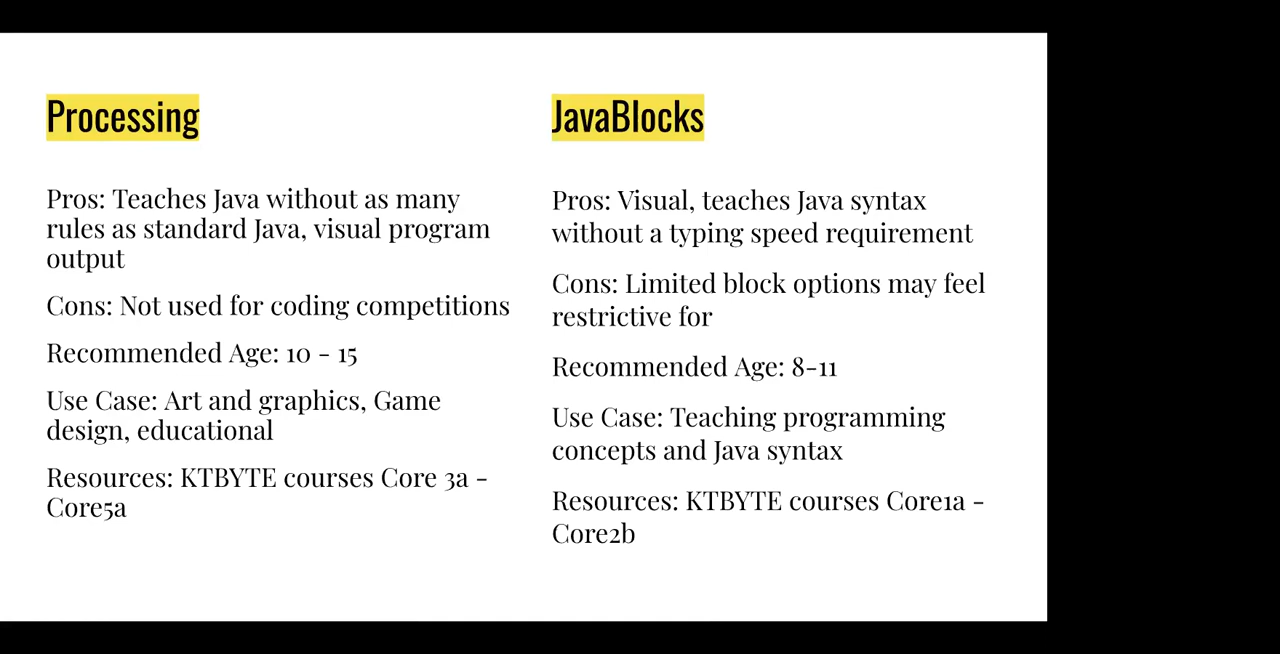 Processing
Pros: Teaches Java without as many
rules as standard Java, visual program
output
Cons: Not used for coding competitions
Recommended Age: 10 - 15
Use Case: Art and graphics, Game
design, educational
Resources: KTBYTE courses Core 3a -
Core5a
JavaBlocks
Pros: Visual, teaches Java syntax
without a typing speed requirement
Cons: Limited block options may feel
restrictive for
Recommended Age: 8-11
Use Case: Teaching programming
concepts and Java syntax
Resources: KTBYTE courses Core1a -
Core2b